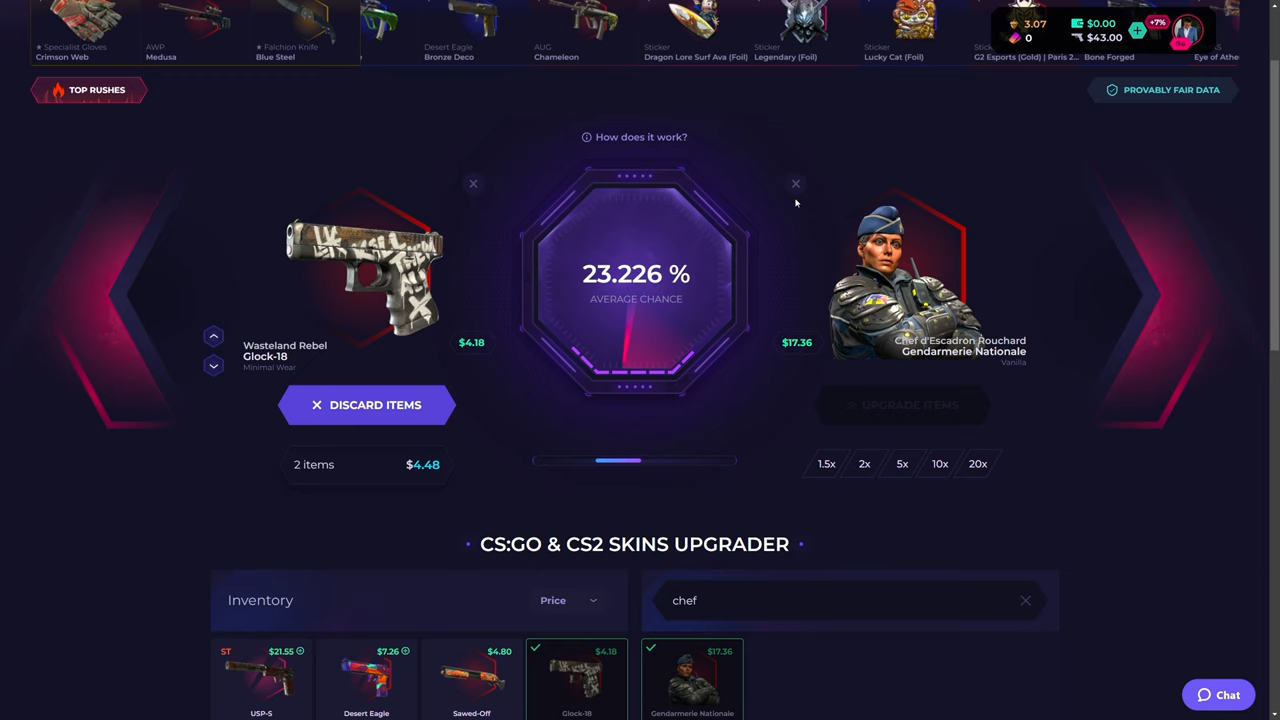 ★ Specialist Gloves
Crimson Web
AWP
Medusa
★ Falchion Knife
Blue Steel
Desert Eagle
Bronze Deco
AUG
Chameleon
Sticker
Dragon Lore Surf Ava (Foil)
Sticker
Legendary (Foil)
Sticker
Lucky Cat (Foil)
Sticker
G2 Esports (Gold) | Paris 2...
Bone Forged
Eye of Athe
3.07
0
$0.00
$43.00
+7%
TOP RUSHES
PROVABLY FAIR DATA
How does it work?
23.226 %
AVERAGE CHANCE
Wasteland Rebel
Glock-18
Minimal Wear
$4.18
$17.36
Chef d'Escadron Rouchard
Gendarmerie Nationale
Vanilla
DISCARD ITEMS
UPGRADE ITEMS
2 items
$4.48
1.5x
2x
5x
10x
20x
CS:GO & CS2 SKINS UPGRADER
Inventory
Price
chef
ST
$21.55
USP-S
$7.26
Desert Eagle
$4.80
Sawed-Off
$4.18
Glock-18
$17.36
Gendarmerie Nationale
Chat